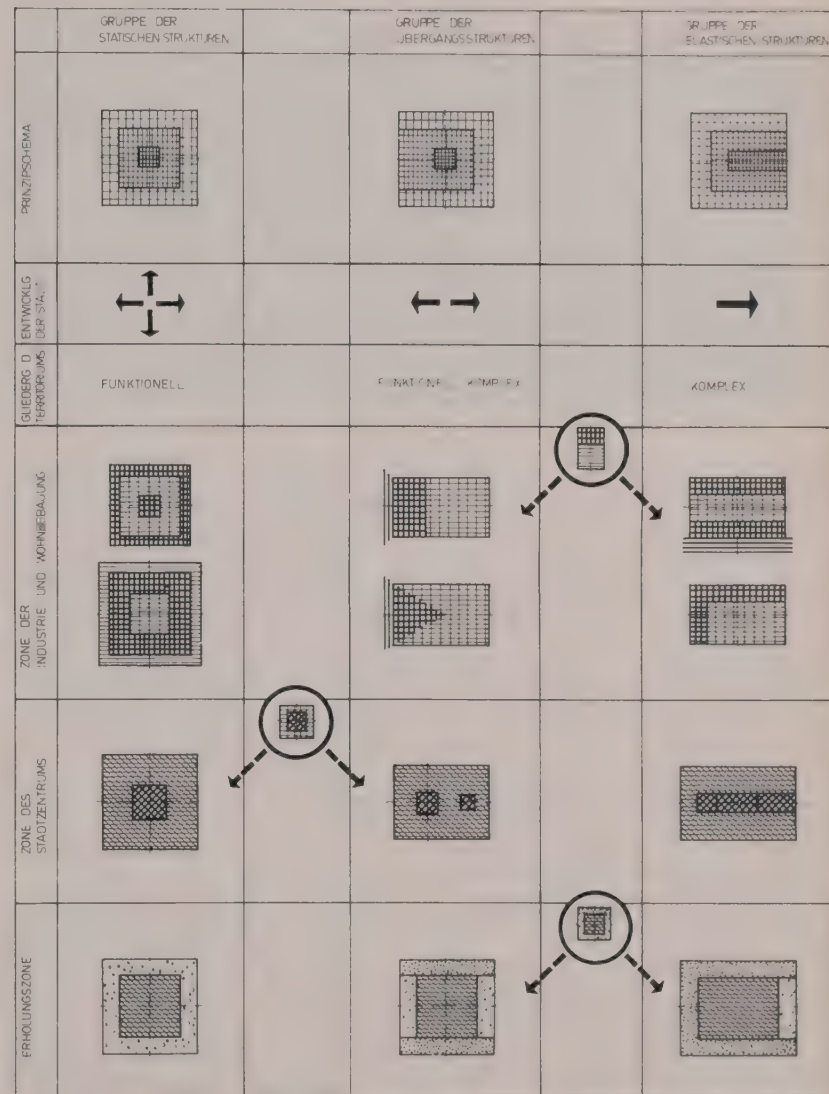 GRUPPE DER
STATISCHEN STRUKTUREN
GRUPPE DER
ÜBERGANGSSTRUKTUREN
GRUPPE DER
ELASTISCHEN STRUKTUREN
PRINZIPSCHEMA
ENTWICKLG
DER
GLIEDERG D
TERRITORIUMS
FUNKTIONELL
KOMPLEX
KOMPLEX
ZONE DER
INDUSTRIE UND WOHNBEBAUUNG
ZONE DES
STADTZENTRUMS
ERHOLUNGSZONE